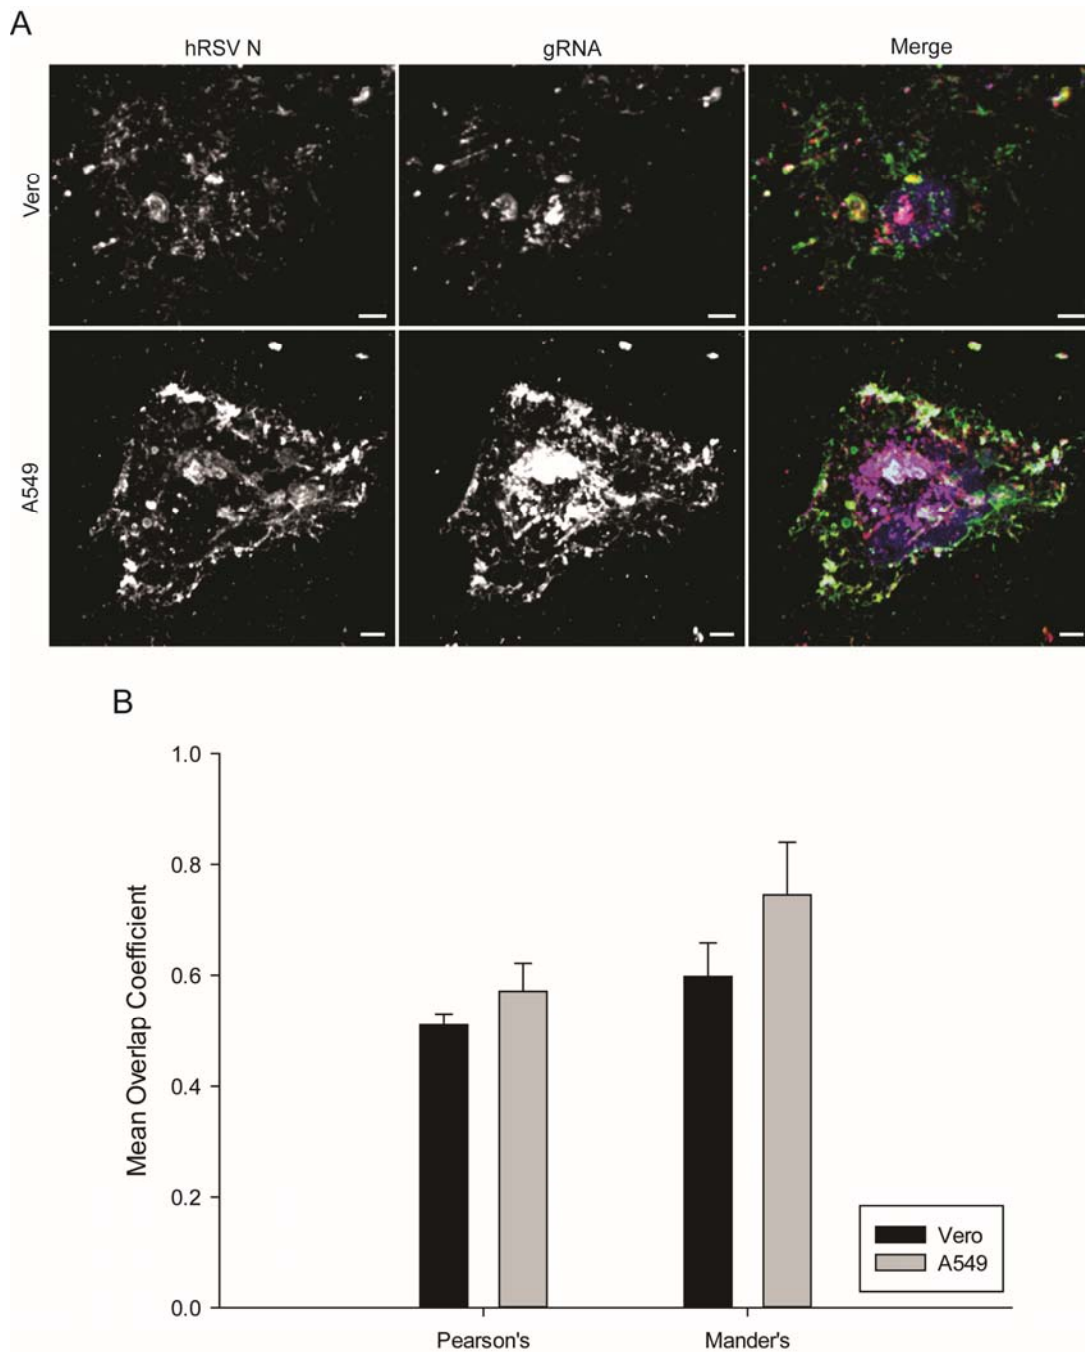 A
hRSV N
gRNA
Merge
Vero
A549
B
Mean Overlap Coefficient
1.0
0.8
0.6
0.4
0.2
0.0
Pearson's
Mander's
Vero
A549